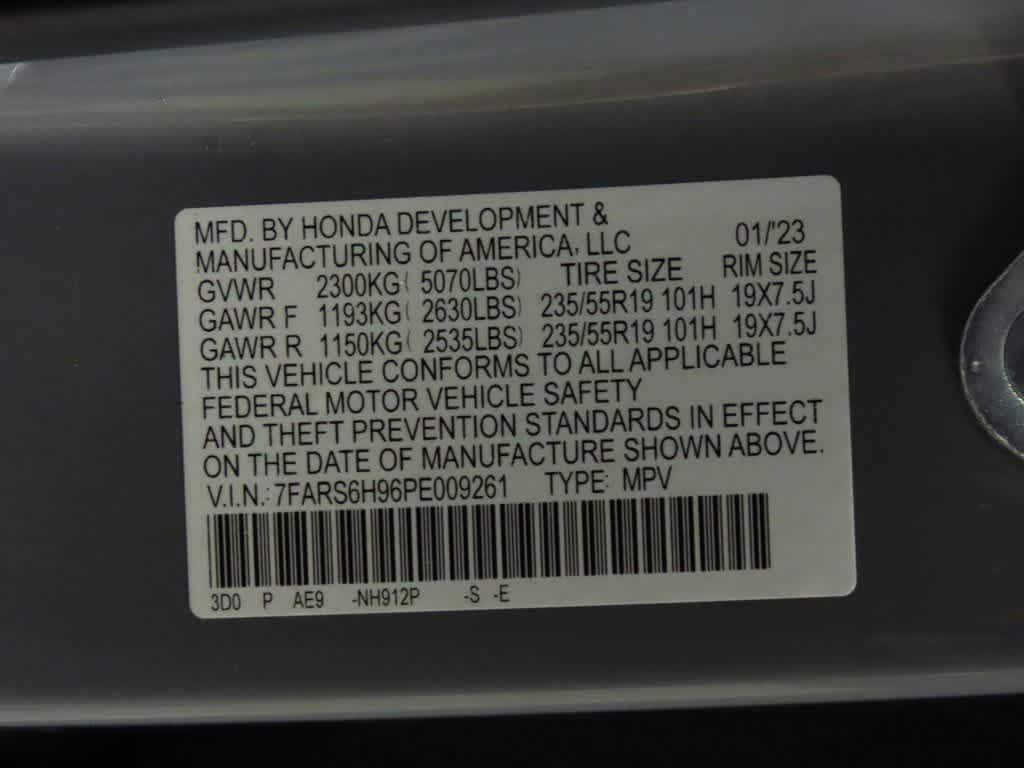 MFD. BY HONDA DEVELOPMENT &
MANUFACTURING OF AMERICA, LLC 01/'23
GVWR 2300KG( 5070LBS) TIRE SIZE RIM SIZE
GAWR F 1193KG( 2630LBS) 235/55R19 101H 19X7.5J
GAWR R 1150KG( 2535LBS) 235/55R19 101H 19X7.5J
THIS VEHICLE CONFORMS TO ALL APPLICABLE
FEDERAL MOTOR VEHICLE SAFETY
AND THEFT PREVENTION STANDARDS IN EFFECT
ON THE DATE OF MANUFACTURE SHOWN ABOVE.
V.I.N.: 7FARS6H96PE009261 TYPE: MPV
3D0 P AE9 -NH912P -S -E